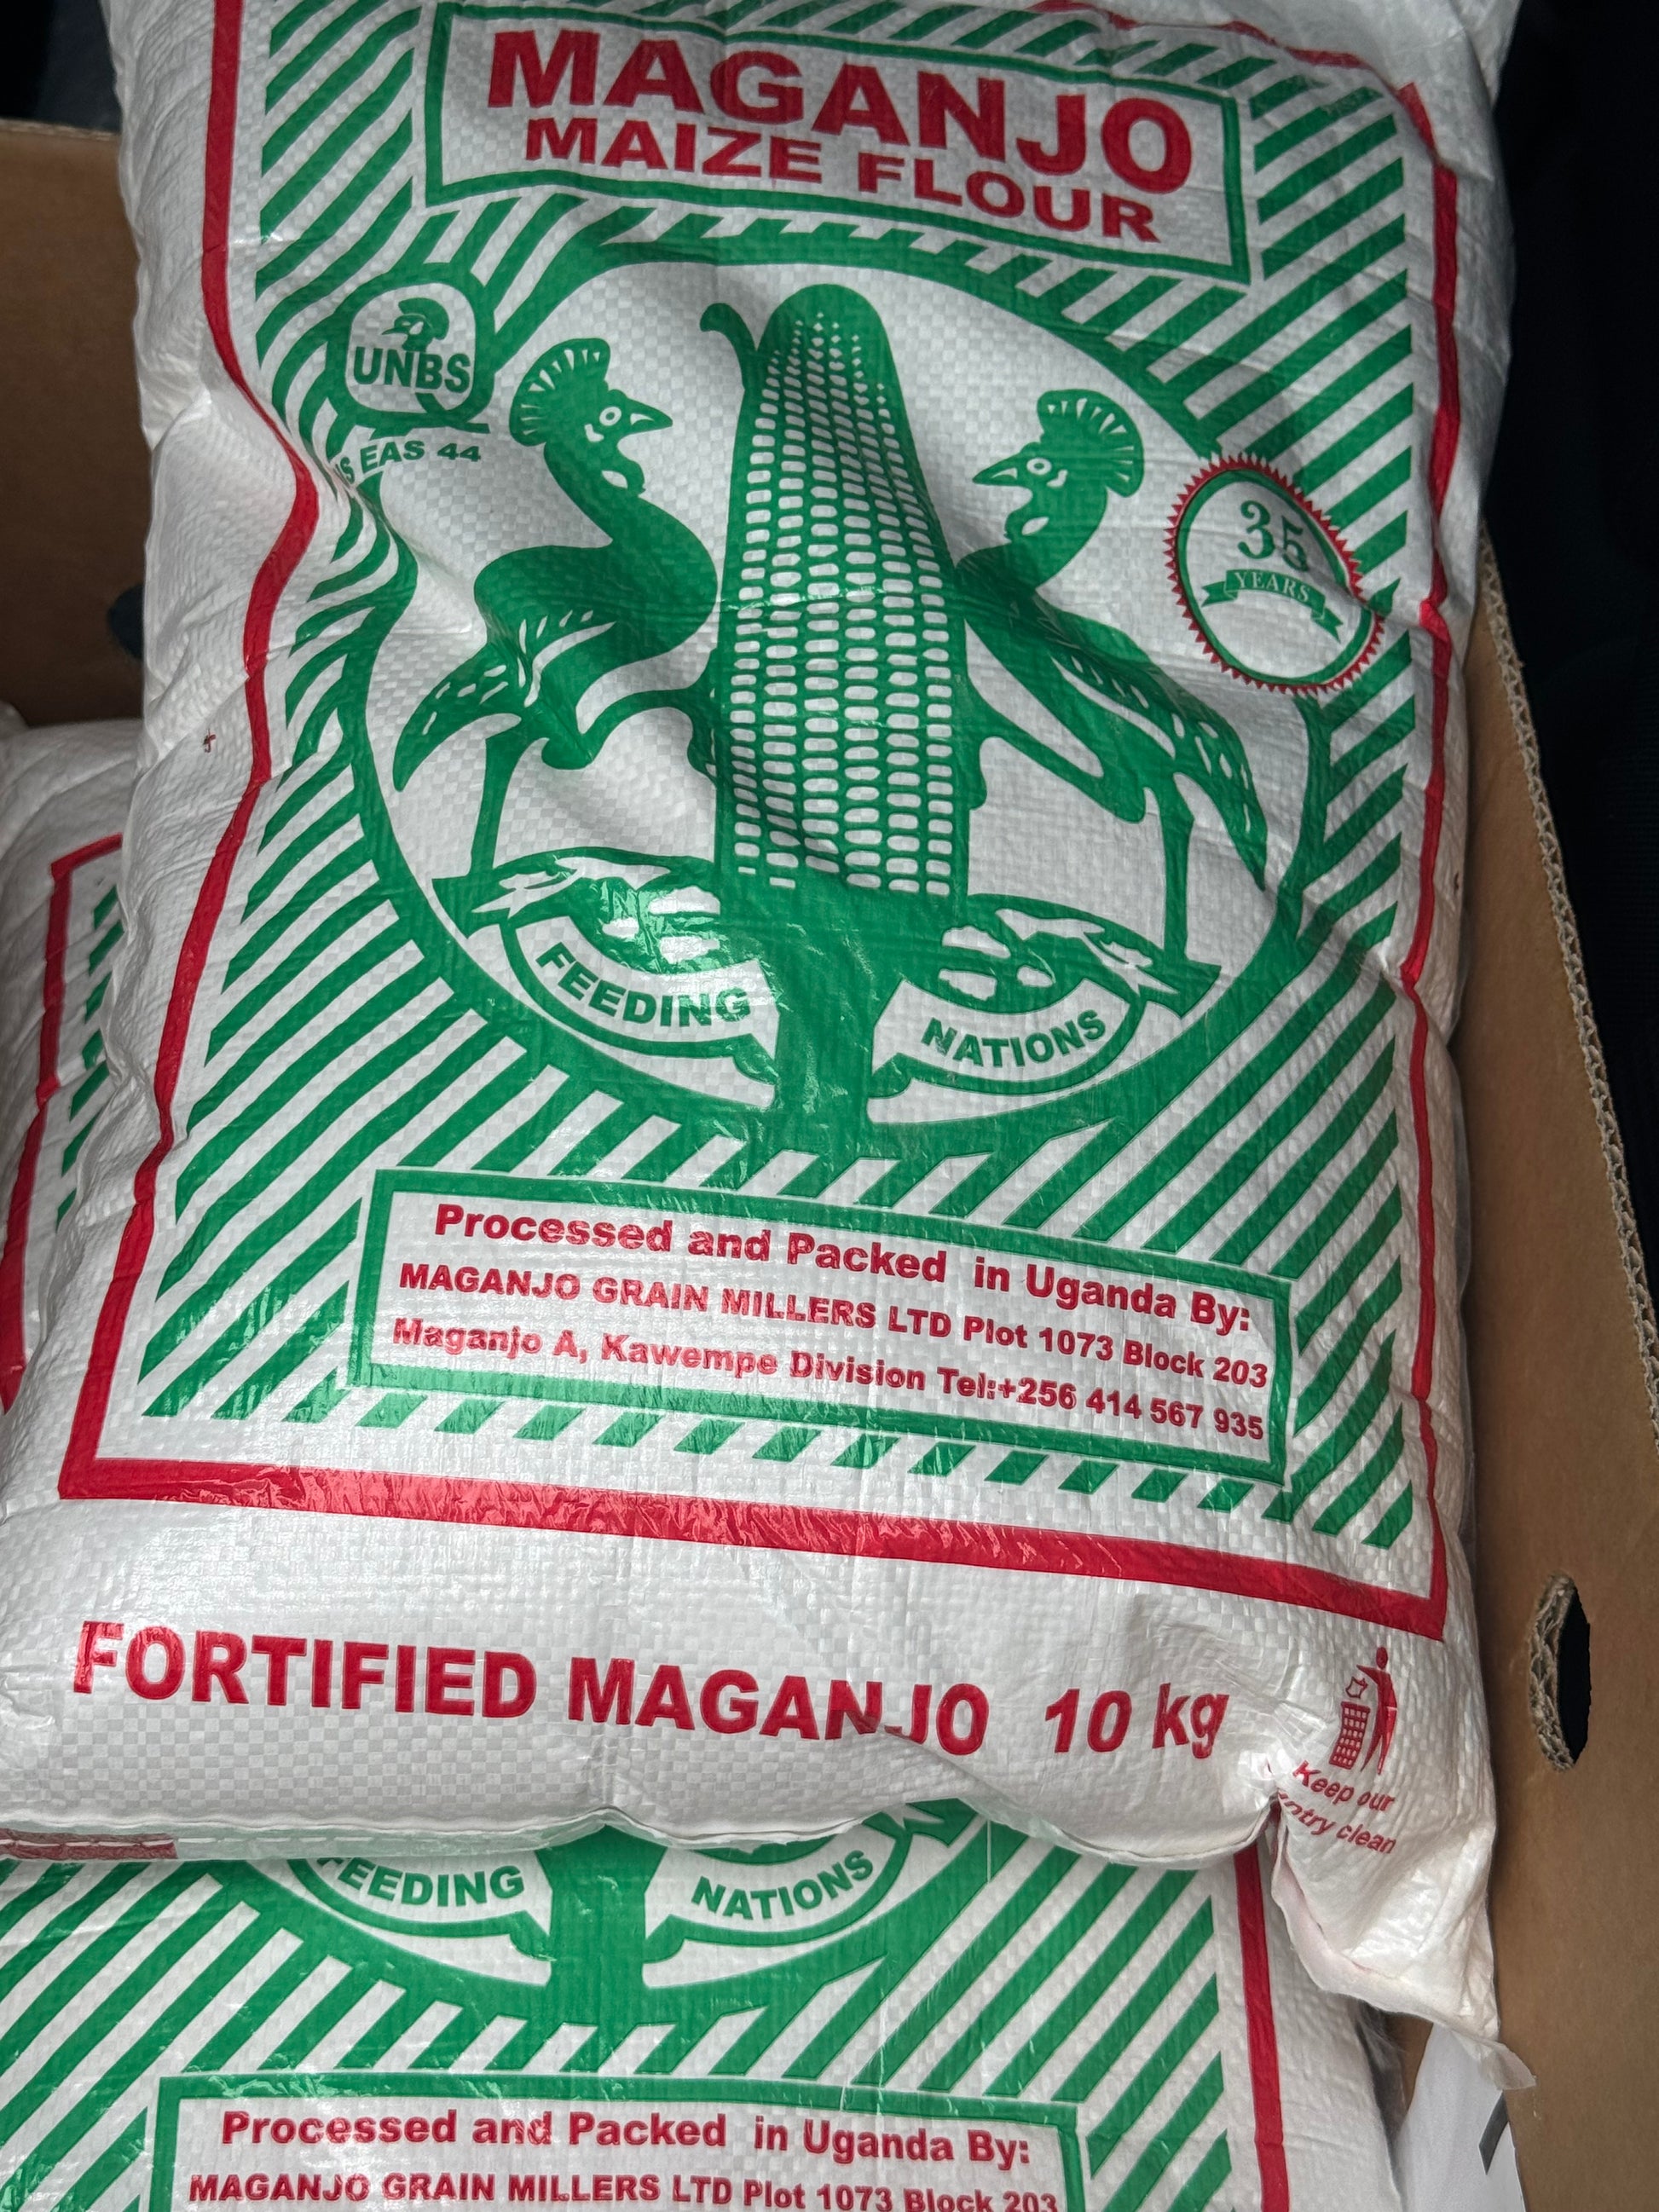 MAGANJO
MAIZE FLOUR
UNBS
S EAS 44
35
YEARS
FEEDING
NATIONS
Processed and Packed in Uganda By:
MAGANJO GRAIN MILLERS LTD Plot 1073 Block 203
Maganjo A, Kawempe Division Tel:+256 414 567 935
FORTIFIED MAGANJO 10 kg
Keep our
ntry clean
FEEDING
NATIONS
Processed and Packed in Uganda By:
MAGANJO GRAIN MILLERS LTD Plot 1073 Block 203